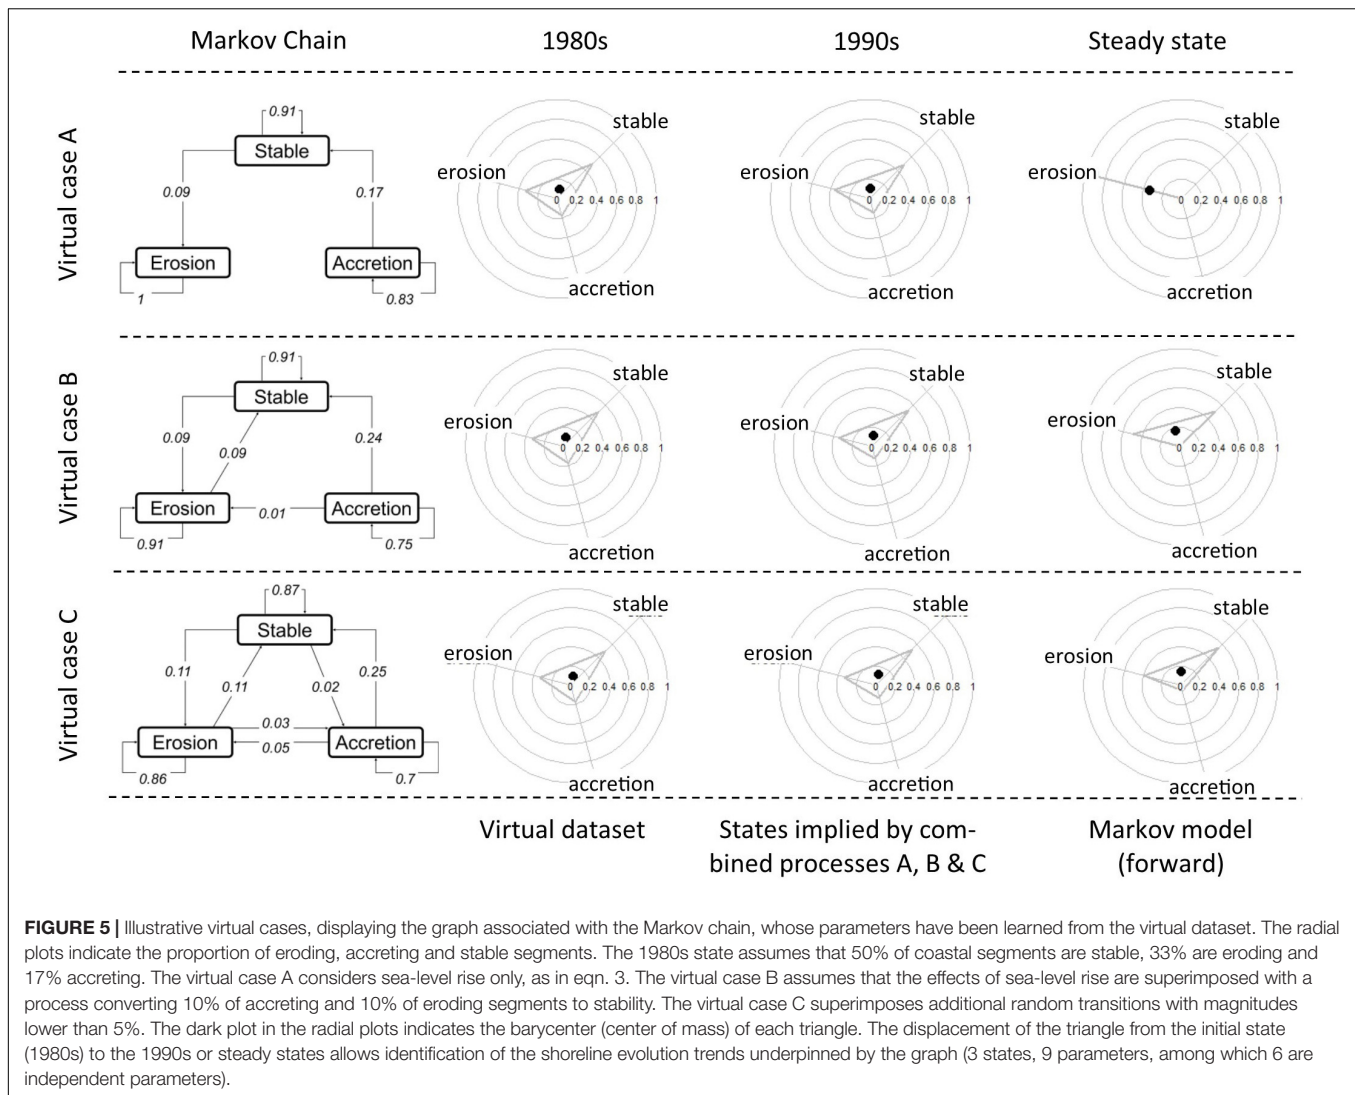 Markov Chain
1980s
1990s
Steady state
Virtual case A
0.91
Stable
0.09
0.17
Erosion
Accretion
1
0.83
stable
erosion
0 0.2 0.4 0.6 0.8 1
accretion
stable
erosion
0 0.2 0.4 0.6 0.8 1
accretion
stable
erosion
0 0.2 0.4 0.6 0.8 1
accretion
Virtual case B
0.91
Stable
0.09
0.24
0.09
Erosion
0.01
Accretion
0.91
0.75
stable
erosion
0 0.2 0.4 0.6 0.8 1
accretion
stable
erosion
0 0.2 0.4 0.6 0.8 1
accretion
stable
erosion
0 0.2 0.4 0.6 0.8 1
accretion
Virtual case C
0.87
Stable
0.11
0.25
0.11
0.02
0.03
Erosion
0.05
Accretion
0.86
0.7
stable
erosion
0 0.2 0.4 0.6 0.8 1
accretion
stable
erosion
0 0.2 0.4 0.6 0.8 1
accretion
stable
erosion
0 0.2 0.4 0.6 0.8 1
accretion
Virtual dataset
States implied by com-
bined processes A, B & C
Markov model
(forward)
FIGURE 5 | Illustrative virtual cases, displaying the graph associated with the Markov chain, whose parameters have been learned from the virtual dataset. The radial
plots indicate the proportion of eroding, accreting and stable segments. The 1980s state assumes that 50% of coastal segments are stable, 33% are eroding and
17% accreting. The virtual case A considers sea-level rise only, as in eqn. 3. The virtual case B assumes that the effects of sea-level rise are superimposed with a
process converting 10% of accreting and 10% of eroding segments to stability. The virtual case C superimposes additional random transitions with magnitudes
lower than 5%. The dark plot in the radial plots indicates the barycenter (center of mass) of each triangle. The displacement of the triangle from the initial state
(1980s) to the 1990s or steady states allows identification of the shoreline evolution trends underpinned by the graph (3 states, 9 parameters, among which 6 are
independent parameters).